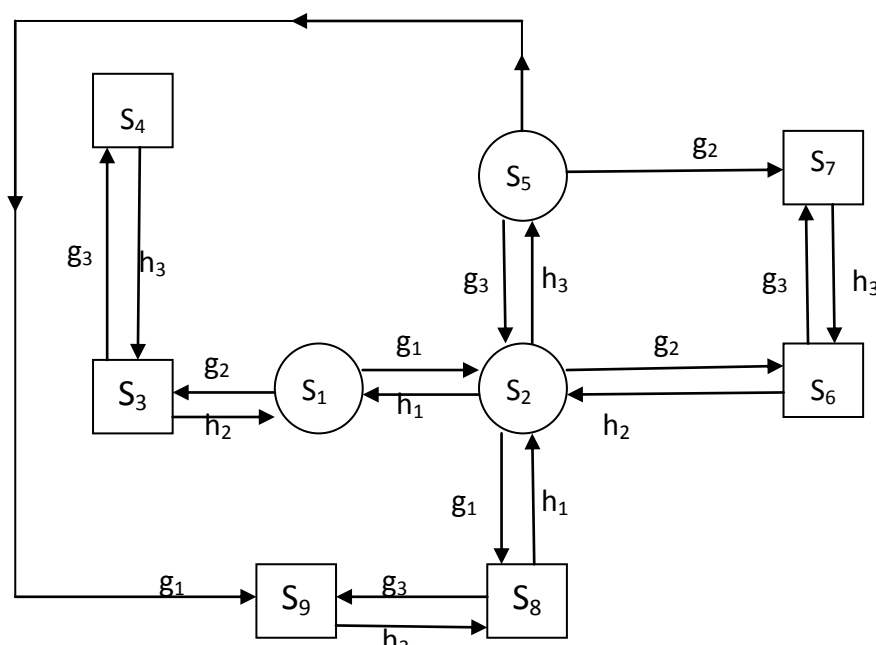 S₄
g₂
S₇
S₅
g₃
h₃
g₃
h₃
g₃
h₃
g₁
g₂
S₃
g₂
S₁
S₂
S₆
h₂
h₁
h₂
g₁
h₁
g₁
S₉
g₃
S₈